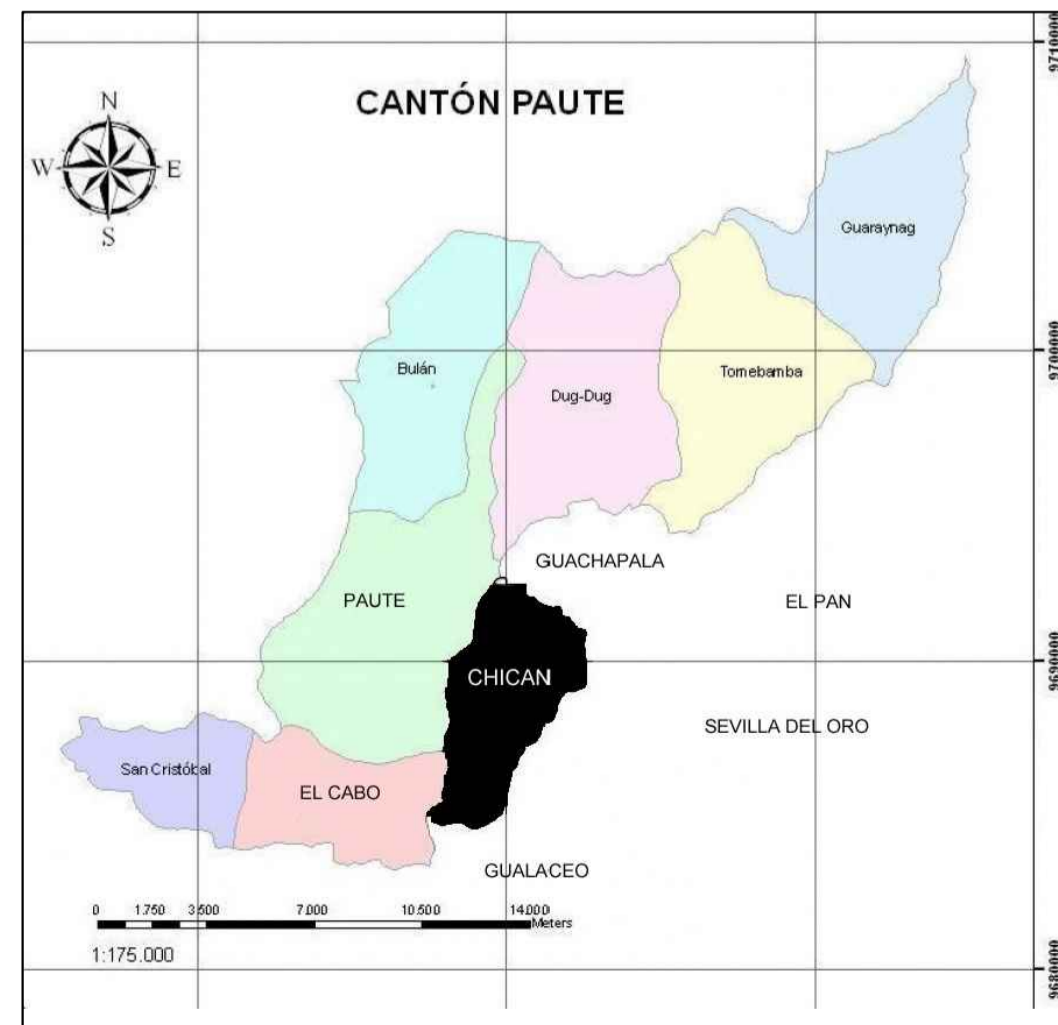 CANTÓN PAUTE
N
W
E
S
Guaraynag
Bulán
Tomebamba
Dug-Dug
GUACHAPALA
PAUTE
EL PAN
CHICAN
SEVILLA DEL ORO
San Cristóbal
EL CABO
GUALACEO
0 1.750 3.500 7.000 10.500 14.000
Meters
1:175.000
9710000
9700000
9690000
9680000